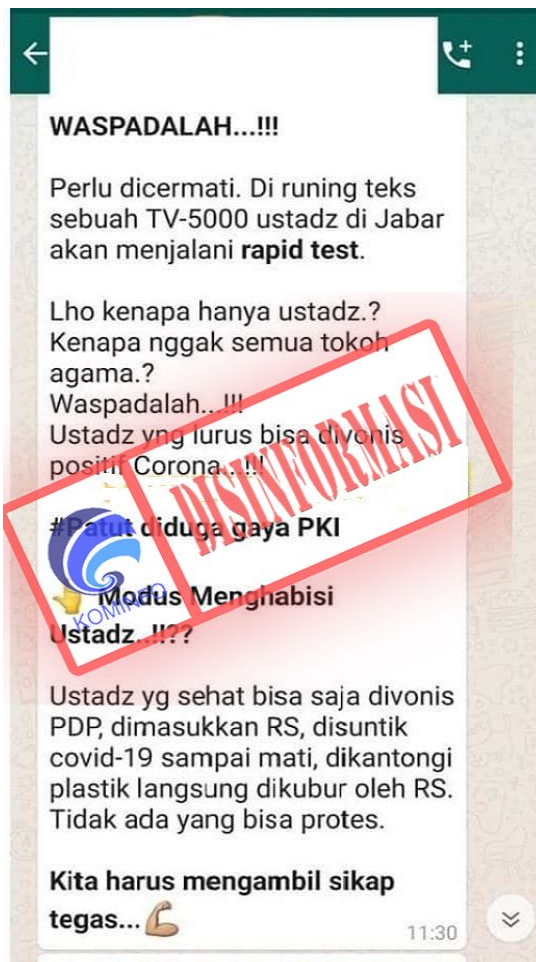 WASPADALAH...!!!
Perlu dicermati. Di runing teks
sebuah TV-5000 ustadz di Jabar
akan menjalani rapid test.
Lho kenapa hanya ustadz.?
Kenapa nggak semua tokoh
agama.?
Waspadalah...!!!
Ustadz yng lurus bisa divonis
positif Corona...!!!
DISINFORMASI
#Patut diduga gaya PKI
KOMINFO
Modus Menghabisi
Ustadz..!!??
Ustadz yg sehat bisa saja divonis
PDP, dimasukkan RS, disuntik
covid-19 sampai mati, dikantongi
plastik langsung dikubur oleh RS.
Tidak ada yang bisa protes.
Kita harus mengambil sikap
tegas...
11:30